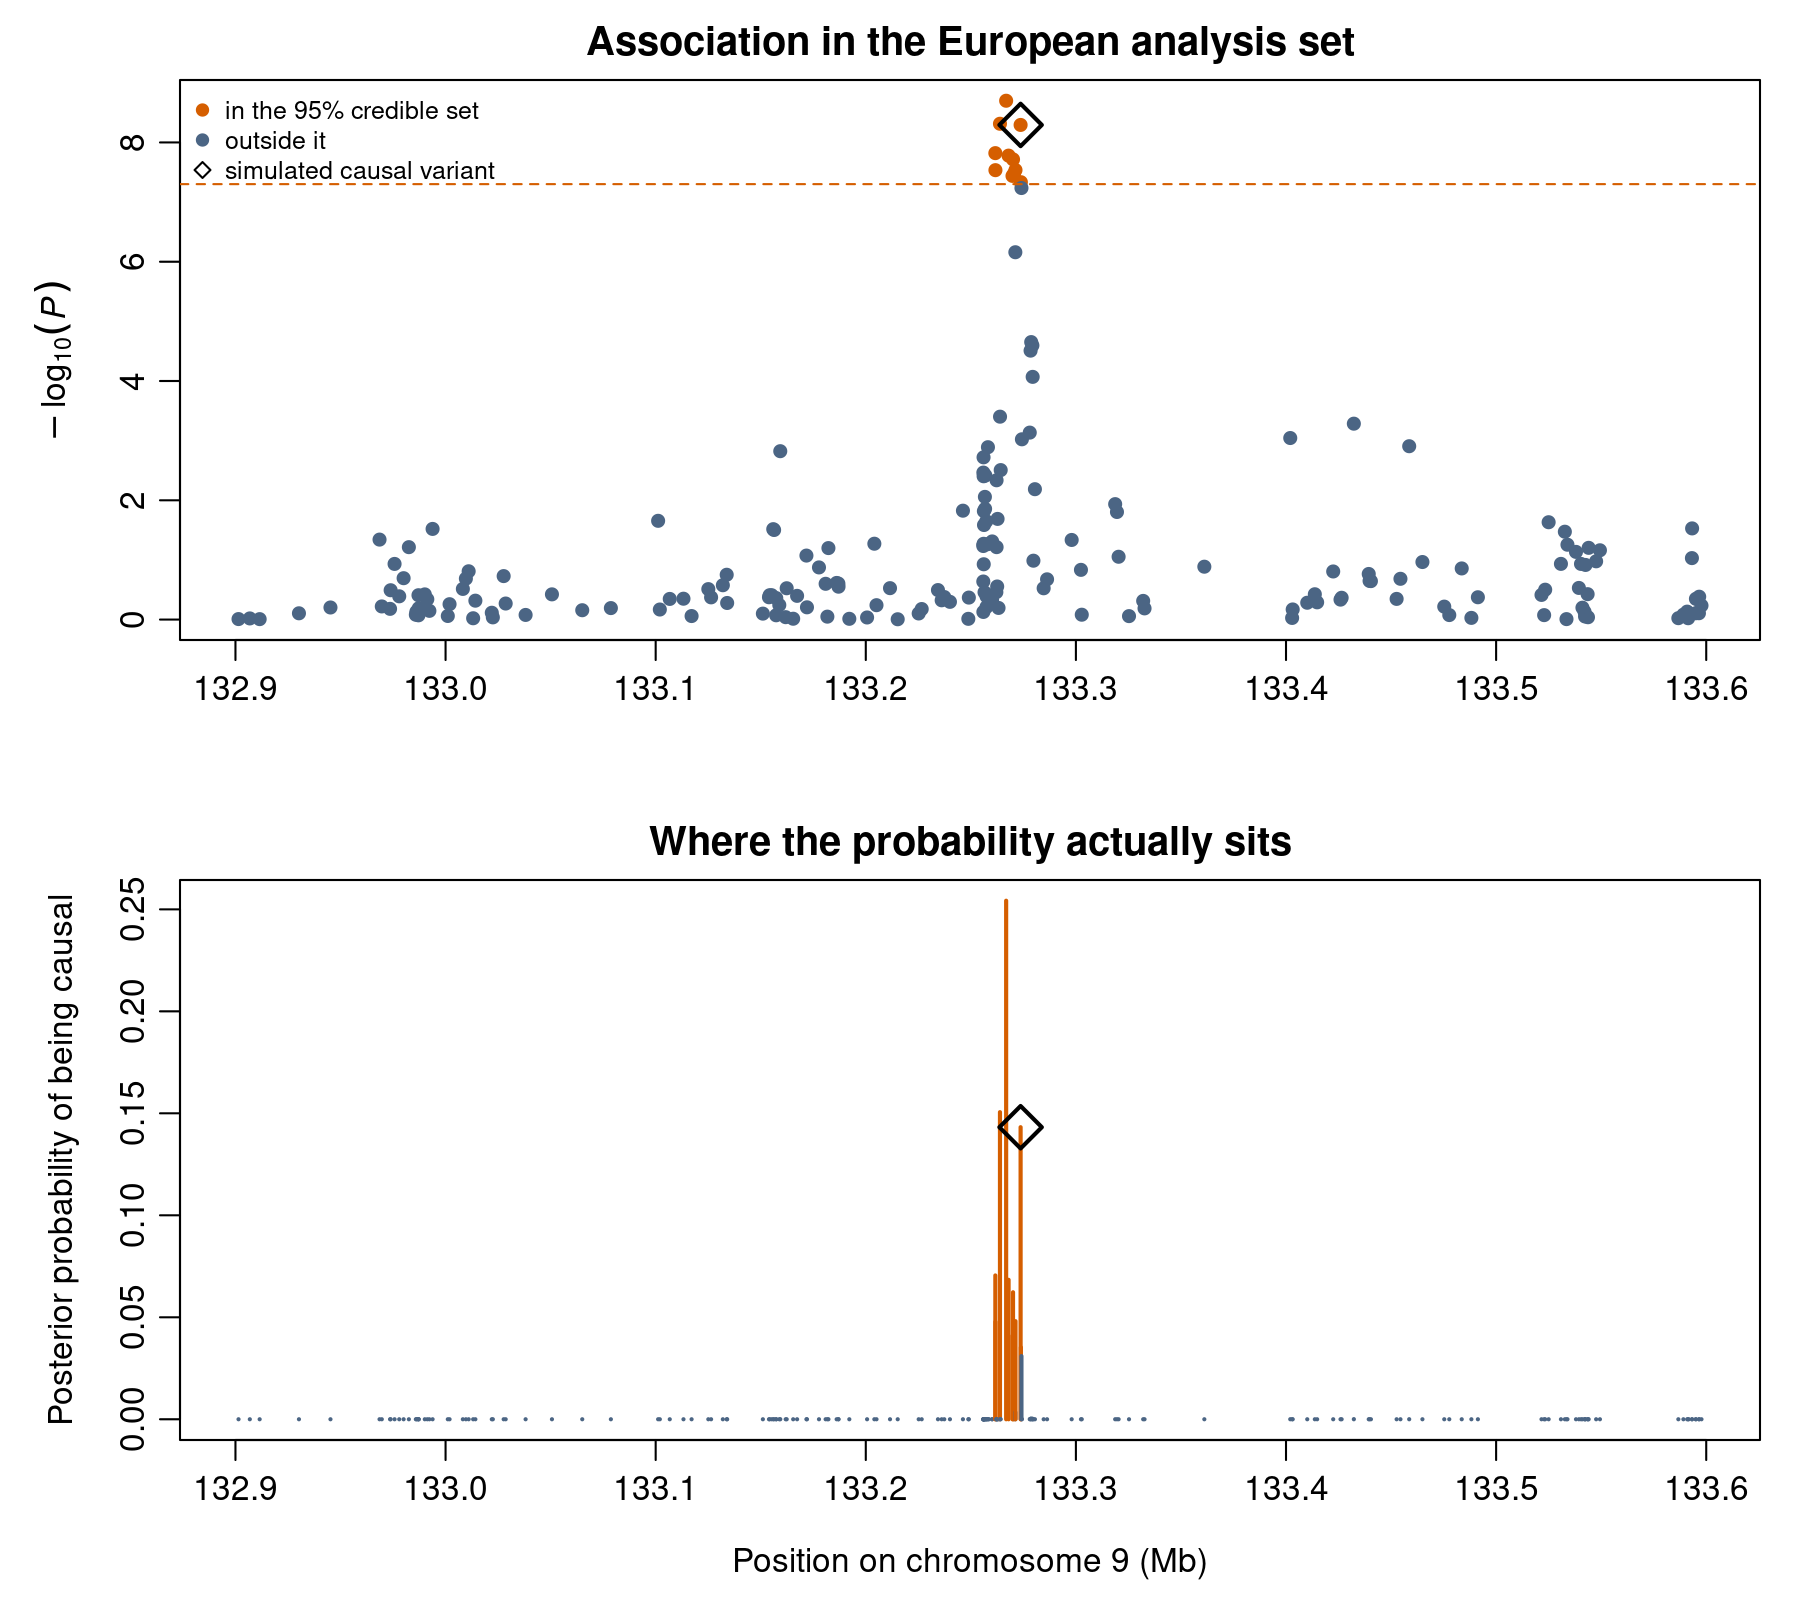 Association in the European analysis set
in the 95% credible set
outside it
simulated causal variant
− log10(P)
0 2 4 6 8
132.9 133.0 133.1 133.2 133.3 133.4 133.5 133.6
Where the probability actually sits
Posterior probability of being causal
0.00 0.05 0.10 0.15 0.20 0.25
132.9 133.0 133.1 133.2 133.3 133.4 133.5 133.6
Position on chromosome 9 (Mb)